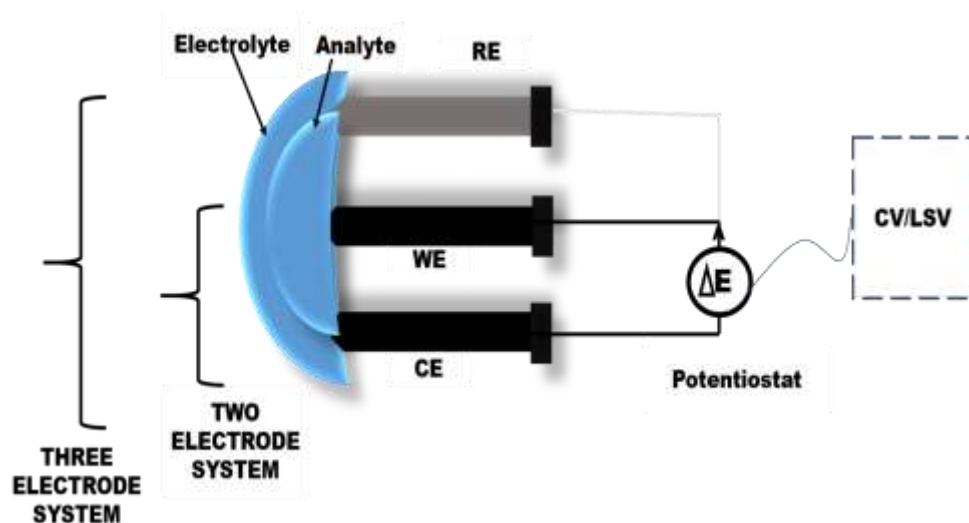 Electrolyte
Analyte
RE
WE
CE
ΔE
Potentiostat
CV/LSV
TWO
ELECTRODE
SYSTEM
THREE
ELECTRODE
SYSTEM